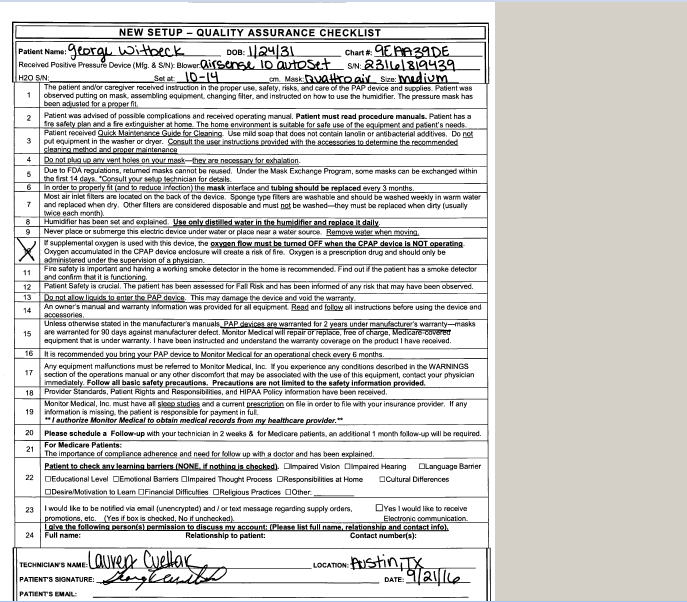 NEW SETUP – QUALITY ASSURANCE CHECKLIST
Patient Name: George Witbeck DOB: 1/24/31 Chart#: 9EAA39DE
Received Positive Pressure Device (Mfg. & S/N): Blower: airsense 10 autoset S/N: 23161819439
H2O S/N: Set at: 10-14 cm. Mask: Quattro air Size: medium
1 The patient and/or caregiver received instruction in the proper use, safety, risks, and care of the PAP device and supplies. Patient was
observed putting on mask, assembling equipment, changing filter, and instructed on how to use the humidifier. The pressure mask has
been adjusted for a proper fit.
2 Patient was advised of possible complications and received operating manual. Patient must read procedure manuals. Patient has a
fire safety plan and a fire extinguisher at home. The home environment is suitable for safe use of the equipment and patient's needs.
3 Patient received Quick Maintenance Guide for Cleaning. Use mild soap that does not contain lanolin or antibacterial additives. Do not
put equipment in the washer or dryer. Consult the user instructions provided with the accessories to determine the recommended
cleaning method and proper maintenance
4 Do not plug up any vent holes on your mask—they are necessary for exhalation.
5 Due to FDA regulations, returned masks cannot be reused. Under the Mask Exchange Program, some masks can be exchanged within
the first 14 days. *Consult your setup technician for details.
6 In order to properly fit (and to reduce infection) the mask interface and tubing should be replaced every 3 months.
7 Most air inlet filters are located on the back of the device. Sponge type filters are washable and should be washed weekly in warm water
and replaced when dry. Other filters are considered disposable and must not be washed—they must be replaced when dirty (usually
twice each month).
8 Humidifier has been set and explained. Use only distilled water in the humidifier and replace it daily.
9 Never place or submerge this electric device under water or place near a water source. Remove water when moving.
If supplemental oxygen is used with this device, the oxygen flow must be turned OFF when the CPAP device is NOT operating.
Oxygen accumulated in the CPAP device enclosure will create a risk of fire. Oxygen is a prescription drug and should only be
administered under the supervision of a physician.
11 Fire safety is important and having a working smoke detector in the home is recommended. Find out if the patient has a smoke detector
and confirm that it is functioning.
12 Patient Safety is crucial. The patient has been assessed for Fall Risk and has been informed of any risk that may have been observed.
13 Do not allow liquids to enter the PAP device. This may damage the device and void the warranty.
14 An owner's manual and warranty information was provided for all equipment. Read and follow all instructions before using the device and
accessories.
15 Unless otherwise stated in the manufacturer's manuals, PAP devices are warranted for 2 years under manufacturer's warranty—masks
are warranted for 90 days against manufacturer defect. Monitor Medical will repair or replace, free of charge, Medicare-covered
equipment that is under warranty. I have been instructed and understand the warranty coverage on the product I have received.
16 It is recommended you bring your PAP device to Monitor Medical for an operational check every 6 months.
17 Any equipment malfunctions must be referred to Monitor Medical, Inc. If you experience any conditions described in the WARNINGS
section of the operations manual or any other discomfort that may be associated with the use of this equipment, contact your physician
immediately. Follow all basic safety precautions. Precautions are not limited to the safety information provided.
18 Provider Standards, Patient Rights and Responsibilities, and HIPAA Policy information have been received.
19 Monitor Medical, Inc. must have all sleep studies and a current prescription on file in order to file with your insurance provider. If any
information is missing, the patient is responsible for payment in full.
** I authorize Monitor Medical to obtain medical records from my healthcare provider.**
20 Please schedule a Follow-up with your technician in 2 weeks & for Medicare patients, an additional 1 month follow-up will be required.
21 For Medicare Patients:
The importance of compliance adherence and need for follow up with a doctor and has been explained.
22 Patient to check any learning barriers (NONE, if nothing is checked). ☐Impaired Vision ☐Impaired Hearing ☐Language Barrier
☐Educational Level ☐Emotional Barriers ☐Impaired Thought Process ☐Responsibilities at Home ☐Cultural Differences
☐Desire/Motivation to Learn ☐Financial Difficulties ☐Religious Practices ☐Other:
23 I would like to be notified via email (unencrypted) and / or text message regarding supply orders, ☐Yes I would like to receive
promotions, etc. (Yes if box is checked, No if unchecked). Electronic communication.
24 I give the following person(s) permission to discuss my account: (Please list full name, relationship and contact info).
Full name: Relationship to patient: Contact number(s):
TECHNICIAN'S NAME: Lauren Cuellar LOCATION: Austin, TX
PATIENT'S SIGNATURE: DATE: 9/21/16
PATIENT'S EMAIL: